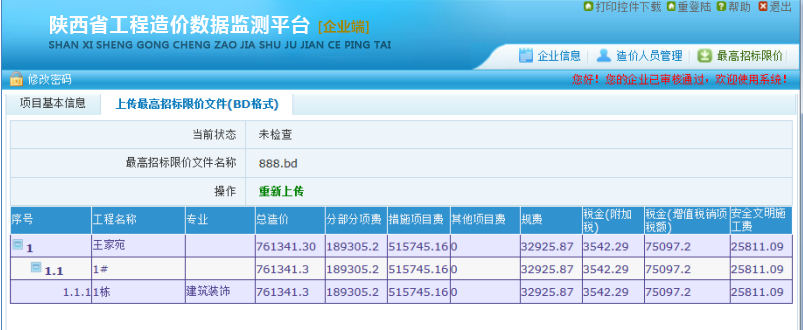 打印控件下载 重登陆 帮助 退出
陕西省工程造价数据监测平台 [企业端]
SHAN XI SHENG GONG CHENG ZAO JIA SHU JU JIAN CE PING TAI
企业信息 造价人员管理 最高招标限价
修改密码 您好！您的企业已审核通过，欢迎使用系统！
项目基本信息 上传最高招标限价文件(BD格式)
当前状态 未检查
最高招标限价文件名称 888.bd
操作 重新上传
序号 工程名称 专业 总造价 分部分项费 措施项目费 其他项目费 规费 税金(附加税) 税金(增值税销项税额) 安全文明施工费
1 王家宛 761341.30 189305.2 515745.16 0 32925.87 3542.29 75097.2 25811.09
1.1 1# 761341.3 189305.2 515745.16 0 32925.87 3542.29 75097.2 25811.09
1.1.1 1栋 建筑装饰 761341.3 189305.2 515745.16 0 32925.87 3542.29 75097.2 25811.09